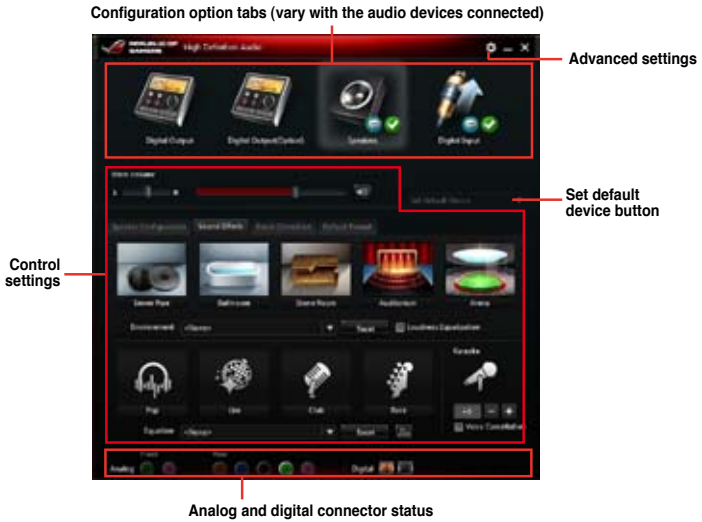 Configuration option tabs (vary with the audio devices connected)
REPUBLIC OF GAMERS
High Definition Audio
Advanced settings
Digital Output
Digital Output(Optical)
Speakers
Digital Input
Main Volume
L
R
Set Default Device
Set default
device button
Speaker Configuration
Sound Effects
Room Correction
Default Format
Control
settings
Sewer Pipe
Bathroom
Stone Room
Auditorium
Arena
Environment
<None>
Reset
Loudness Equalization
Karaoke
Pop
Live
Club
Rock
Equalizer
<None>
Reset
Voice Cancellation
Front
Rear
Analog
Digital
Analog and digital connector status